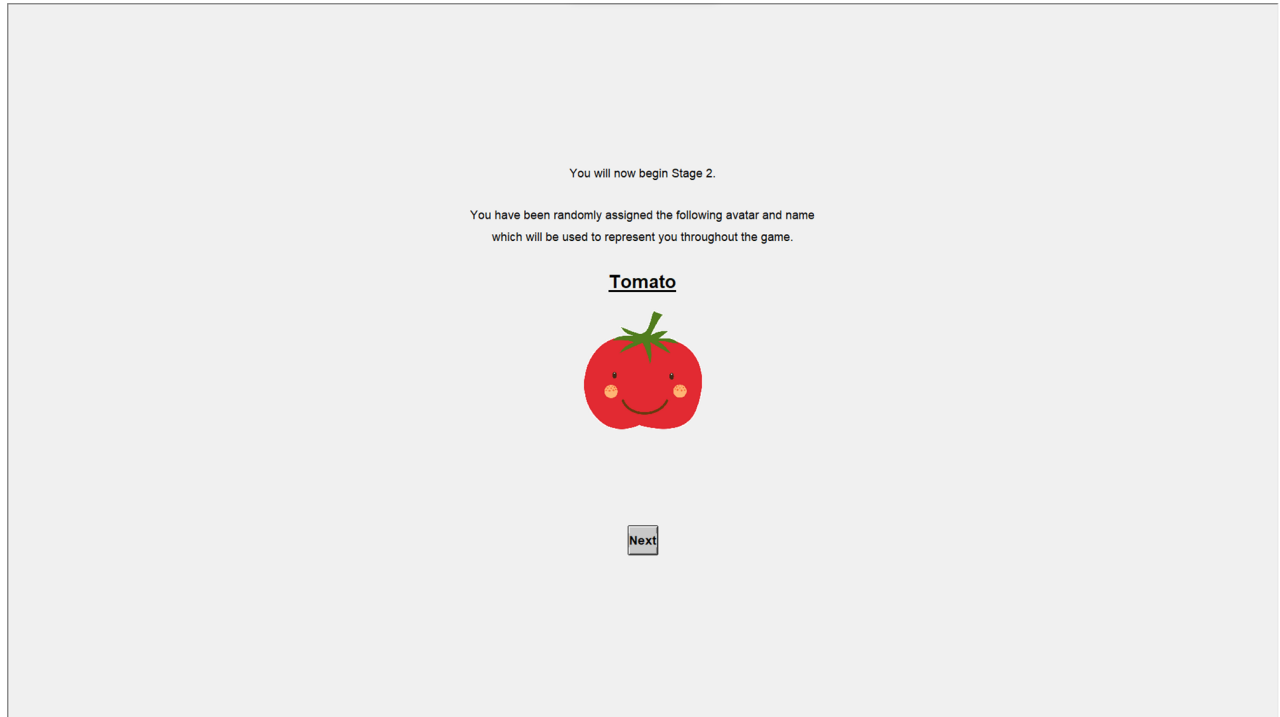 You will now begin Stage 2.
You have been randomly assigned the following avatar and name
which will be used to represent you throughout the game.
Tomato
Next